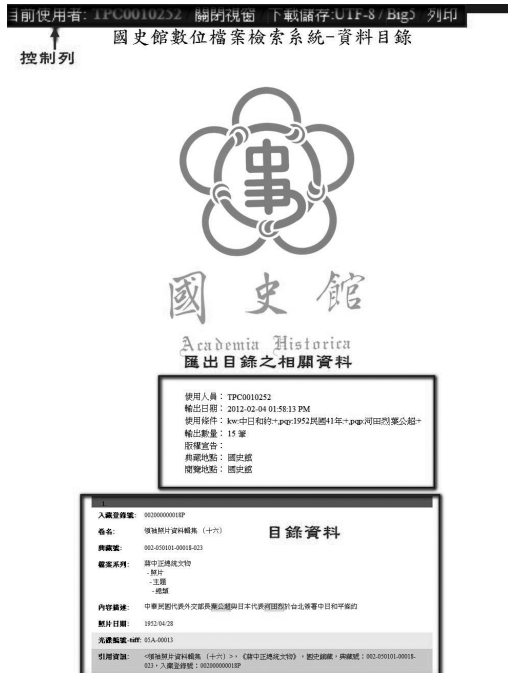 目前使用者: TPC0010252 關閉視窗 下載儲存:UTF-8 / Big5 列印
控制列
國史館數位檔案檢索系統-資料目錄
國史館
Academia Historica
匯出目錄之相關資料
使用人員：TPC0010252
輸出日期：2012-02-04 01:58:13 PM
使用條件：kw:中日和約:+,pqy:1952民國41年:+,pqp:河田烈|葉公超:+
輸出數量：15 筆
版權宣告：
典藏地點：國史館
閱覽地點：國史館
目錄資料
入藏登錄號: 002000000018P
卷名: 領袖照片資料輯集 （十六）
典藏號: 002-050101-00018-023
檔案系列: 蔣中正總統文物
-照片
-主題
-總類
內容描述: 中華民國代表外交部長葉公超與日本代表河田烈於台北簽署中日和平條約
照片日期: 1952/04/28
光碟編號-tiff: 05A-00013
引用資訊: <領袖照片資料輯集 （十六）>，《蔣中正總統文物》，國史館藏，典藏號：002-050101-00018-
023，入藏登錄號：002000000018P